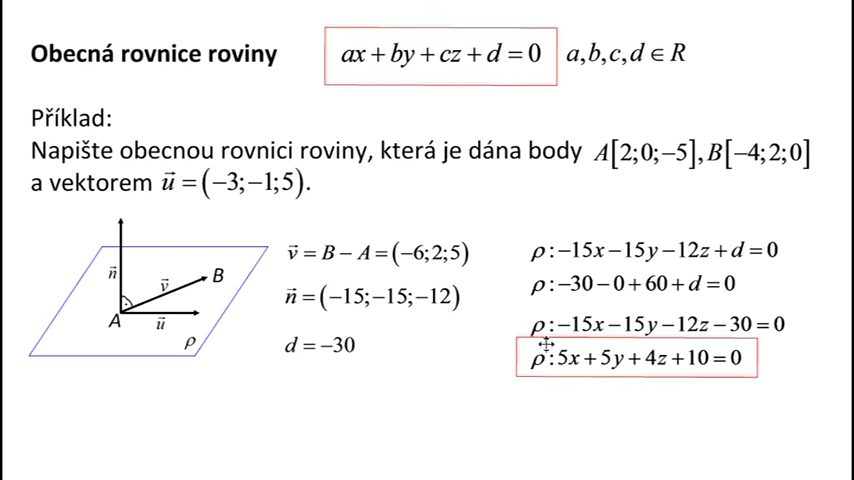 Obecná rovnice roviny ax + by + cz + d = 0 a,b,c,d ∈ R
Příklad:
Napište obecnou rovnici roviny, která je dána body A[2;0;−5], B[−4;2;0]
a vektorem u⃗ = (−3;−1;5).
n⃗
v⃗
B
A
u⃗
ρ
v⃗ = B − A = (−6;2;5)
n⃗ = (−15;−15;−12)
d = −30
ρ: −15x − 15y − 12z + d = 0
ρ: −30 − 0 + 60 + d = 0
ρ: −15x − 15y − 12z − 30 = 0
ρ: 5x + 5y + 4z + 10 = 0